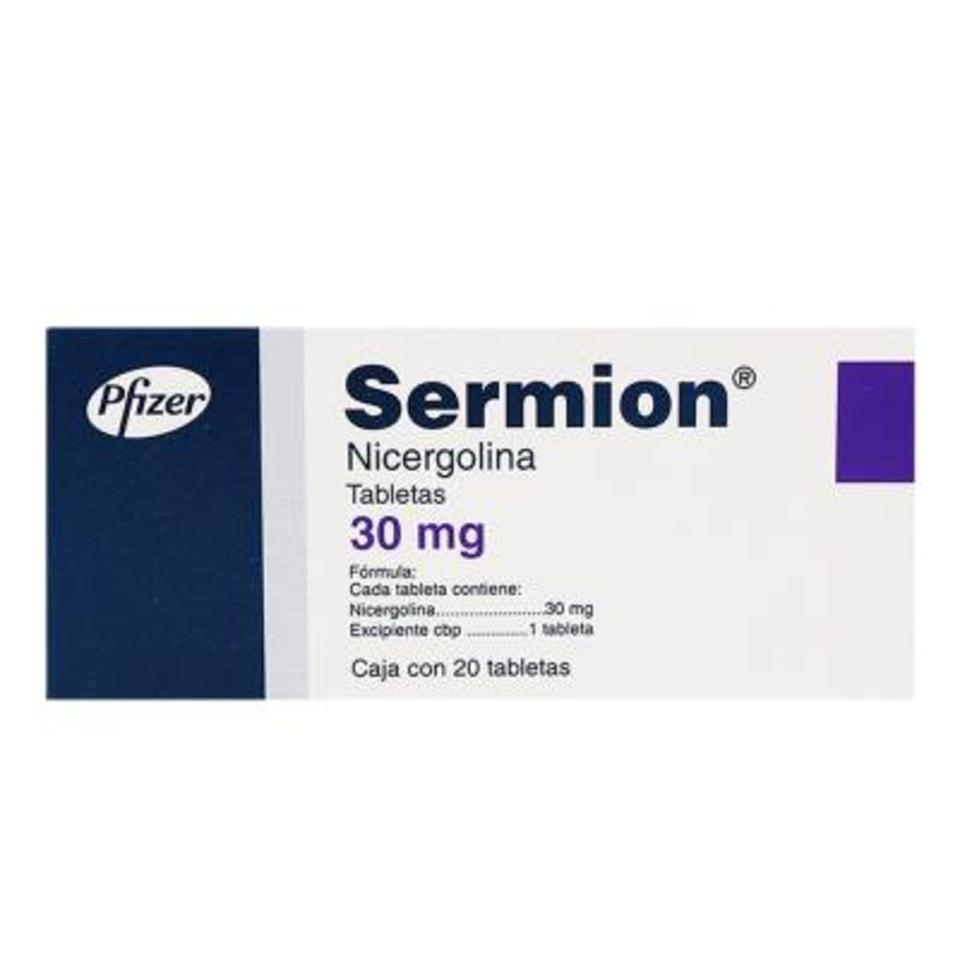 Pfizer
Sermion®
Nicergolina
Tabletas
30 mg
Fórmula:
Cada tableta contiene:
Nicergolina......................30 mg
Excipiente cbp ............1 tableta
Caja con 20 tabletas